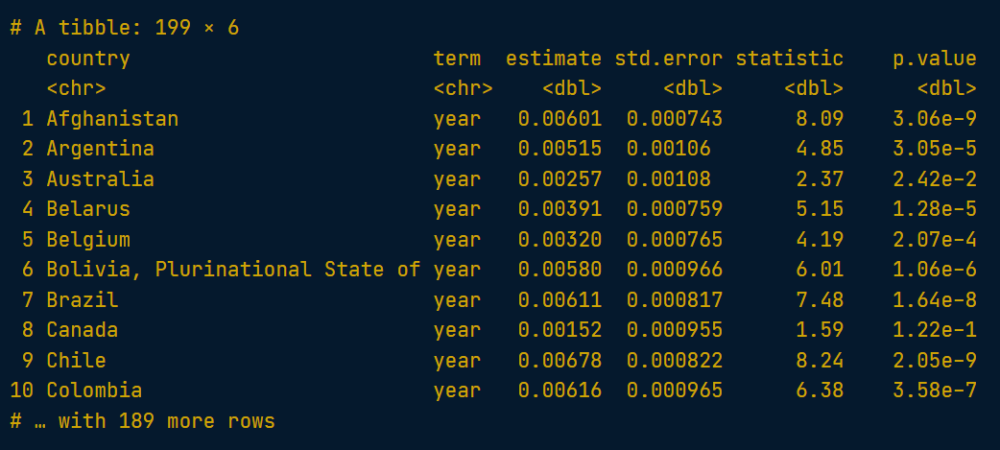 # A tibble: 199 × 6
   country                         term  estimate std.error statistic    p.value
   <chr>                           <chr>    <dbl>     <dbl>     <dbl>      <dbl>
 1 Afghanistan                     year   0.00601  0.000743       8.09    3.06e-9
 2 Argentina                       year   0.00515  0.00106        4.85    3.05e-5
 3 Australia                       year   0.00257  0.00108        2.37    2.42e-2
 4 Belarus                         year   0.00391  0.000759       5.15    1.28e-5
 5 Belgium                         year   0.00320  0.000765       4.19    2.07e-4
 6 Bolivia, Plurinational State of year   0.00580  0.000966       6.01    1.06e-6
 7 Brazil                          year   0.00611  0.000817       7.48    1.64e-8
 8 Canada                          year   0.00152  0.000955       1.59    1.22e-1
 9 Chile                           year   0.00678  0.000822       8.24    2.05e-9
10 Colombia                        year   0.00616  0.000965       6.38    3.58e-7
# … with 189 more rows